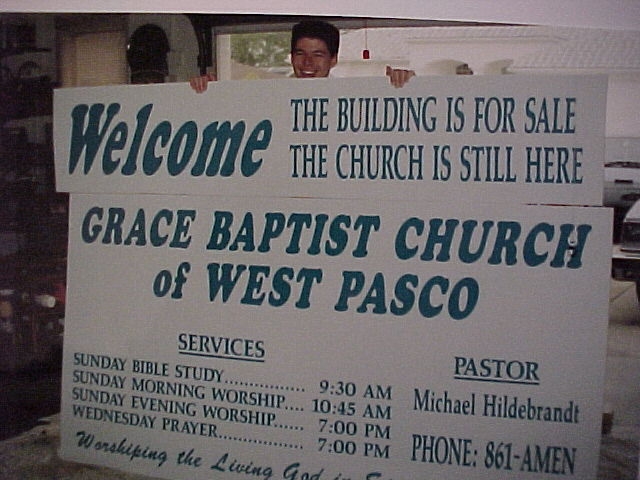 Welcome
THE BUILDING IS FOR SALE
THE CHURCH IS STILL HERE
GRACE BAPTIST CHURCH
of WEST PASCO
SERVICES
SUNDAY BIBLE STUDY................ 9:30 AM
SUNDAY MORNING WORSHIP.... 10:45 AM
SUNDAY EVENING WORSHIP...... 7:00 PM
WEDNESDAY PRAYER.................. 7:00 PM
PASTOR
Michael Hildebrandt
PHONE: 861-AMEN
Worshiping the Living God in